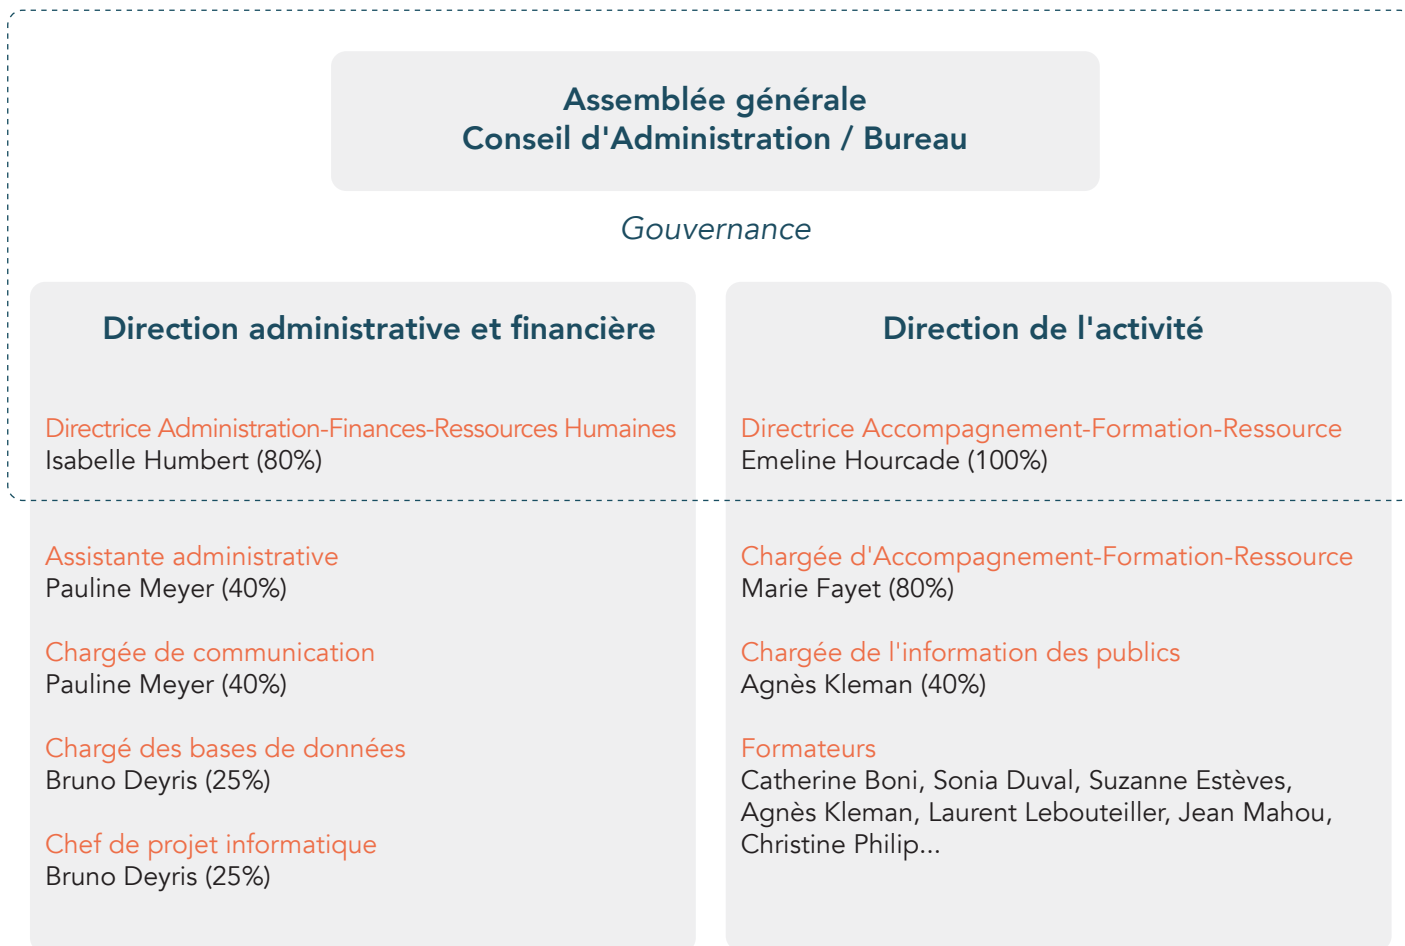 Assemblée générale
Conseil d'Administration / Bureau
Gouvernance
Direction administrative et financière
Directrice Administration-Finances-Ressources Humaines
Isabelle Humbert (80%)
Assistante administrative
Pauline Meyer (40%)
Chargée de communication
Pauline Meyer (40%)
Chargé des bases de données
Bruno Deyris (25%)
Chef de projet informatique
Bruno Deyris (25%)
Direction de l'activité
Directrice Accompagnement-Formation-Ressource
Emeline Hourcade (100%)
Chargée d'Accompagnement-Formation-Ressource
Marie Fayet (80%)
Chargée de l'information des publics
Agnès Kleman (40%)
Formateurs
Catherine Boni, Sonia Duval, Suzanne Estèves,
Agnès Kleman, Laurent Lebouteiller, Jean Mahou,
Christine Philip...